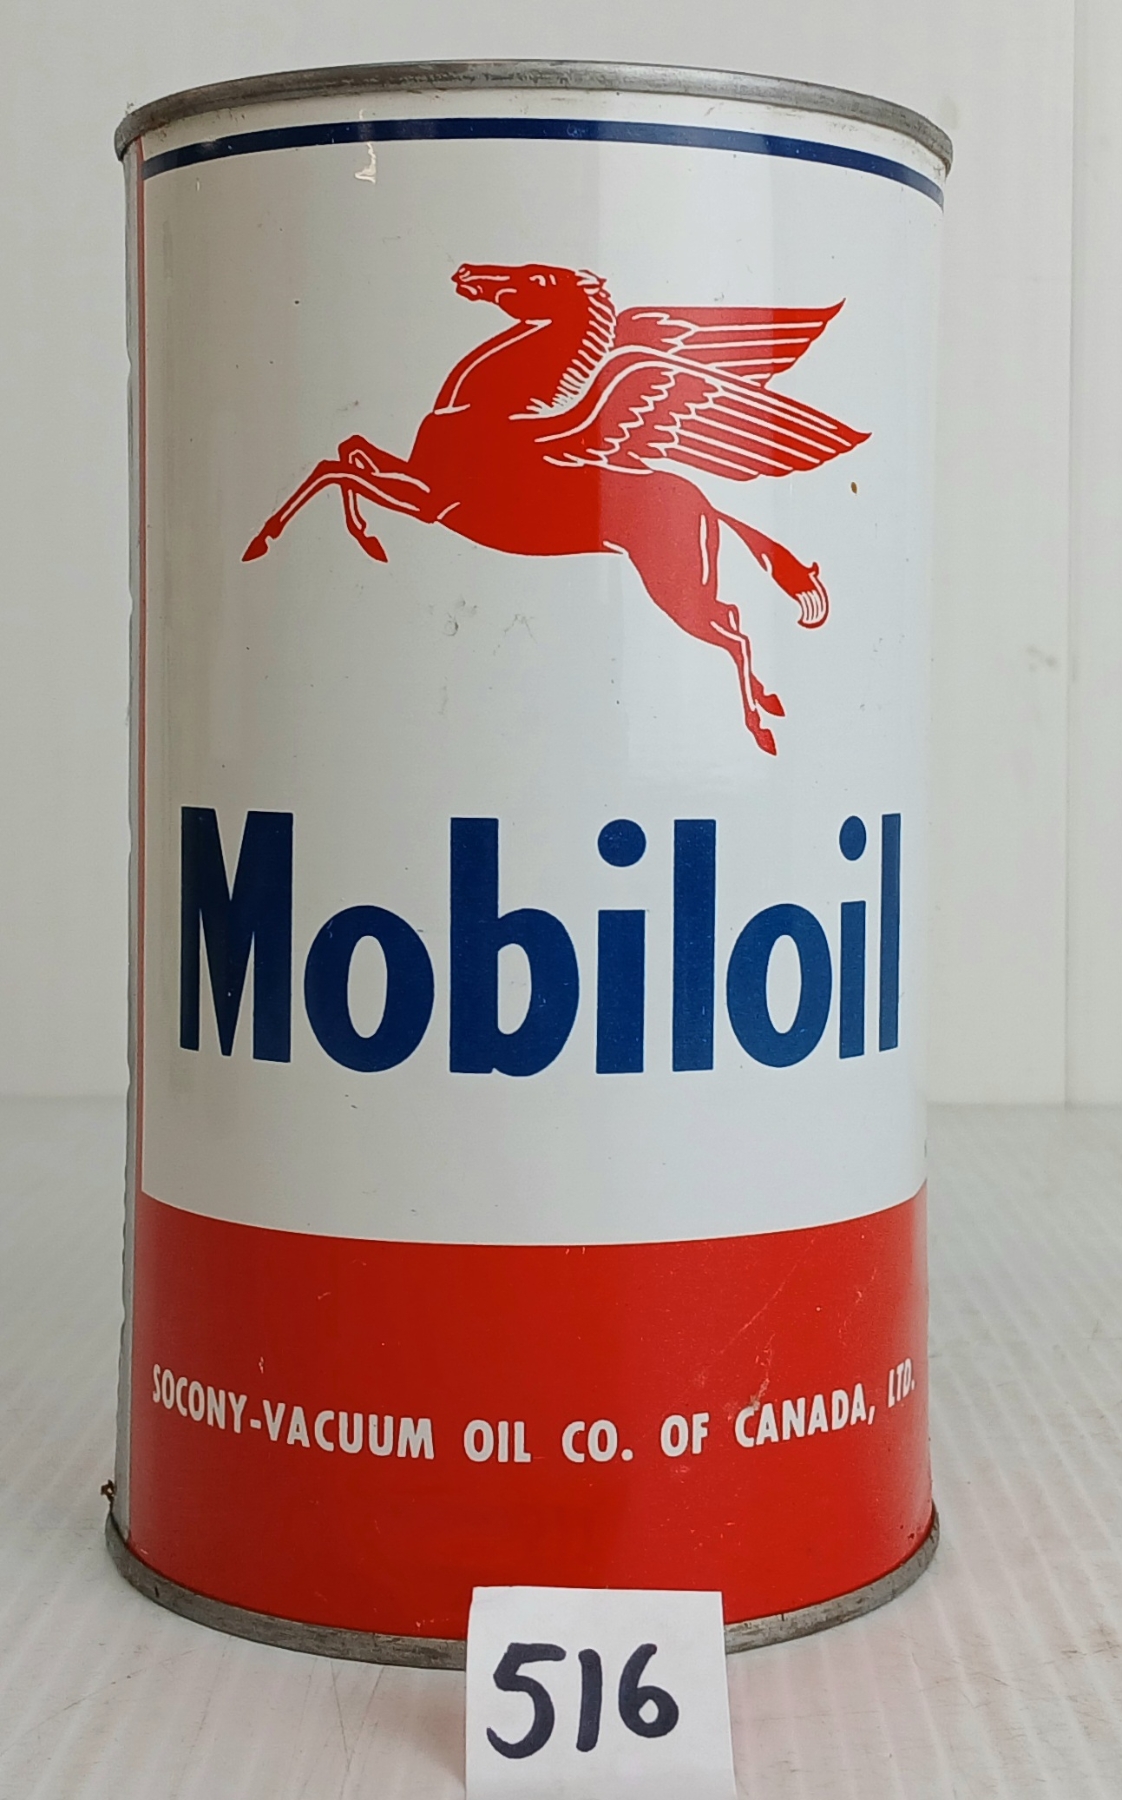 Mobiloil
SOCONY-VACUUM OIL CO. OF CANADA, LTD.
516